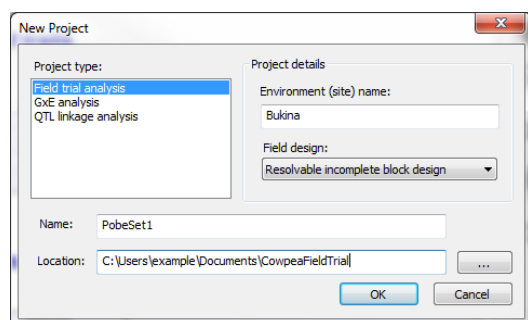 New Project
Project type:
Field trial analysis
GxE analysis
QTL linkage analysis
Project details
Environment (site) name:
Bukina
Field design:
Resolvable incomplete block design
Name: PobeSet1
Location: C:\Users\example\Documents\CowpeaFieldTrial ...
OK Cancel